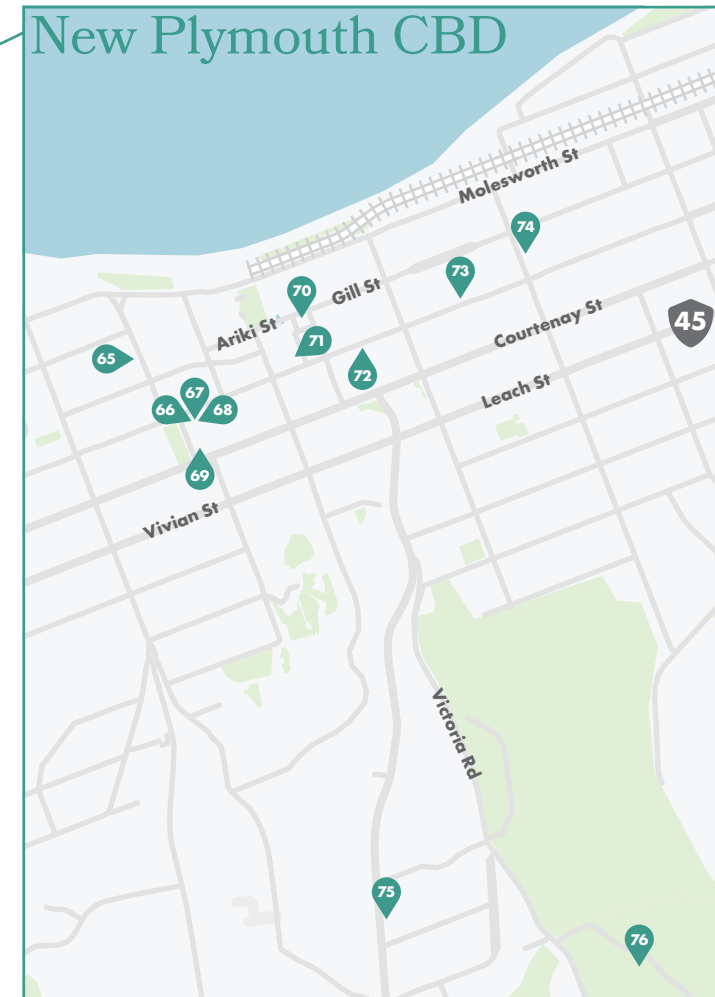 New Plymouth CBD
Molesworth St
74
73
70
Gill St
45
Courtenay St
Ariki St
71
65
72
Leach St
67
66
68
69
Vivian St
Victoria Rd
75
76